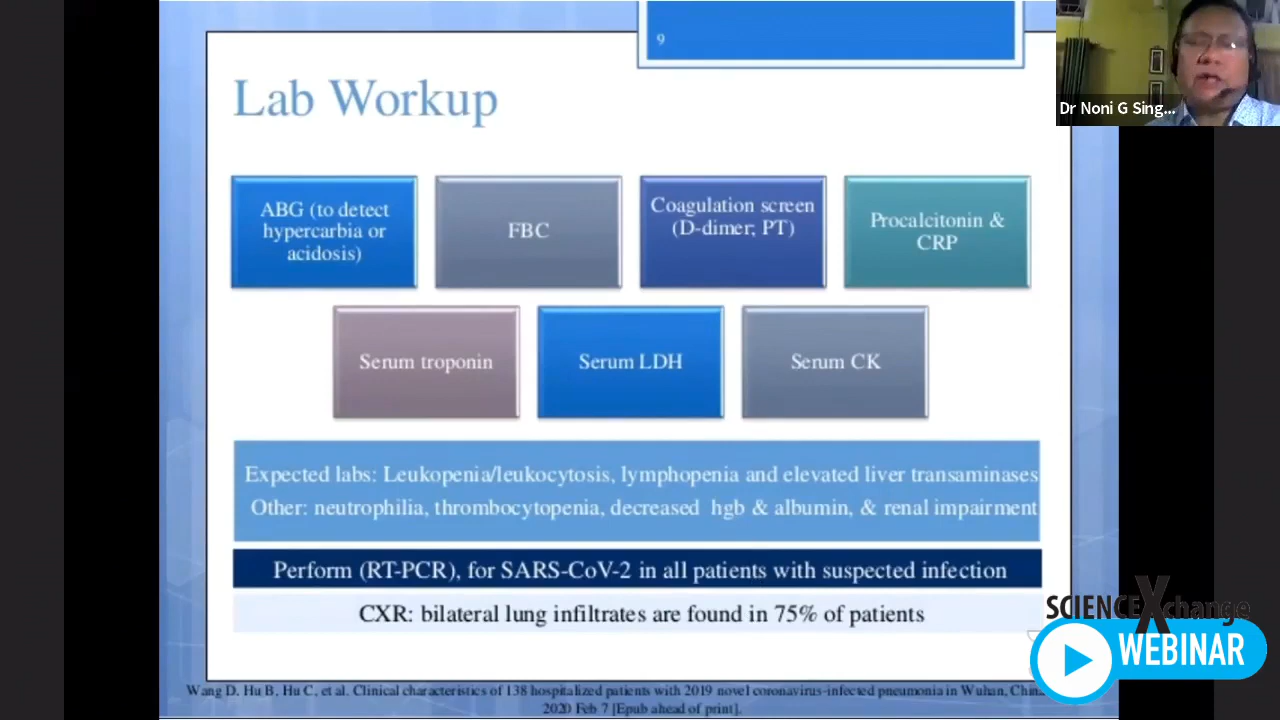 9
Dr Noni G Sing...
Lab Workup
ABG (to detect
hypercarbia or
acidosis)
FBC
Coagulation screen
(D-dimer; PT)
Procalcitonin &
CRP
Serum troponin
Serum LDH
Serum CK
Expected labs: Leukopenia/leukocytosis, lymphopenia and elevated liver transaminases
Other: neutrophilia, thrombocytopenia, decreased hgb & albumin, & renal impairment
Perform (RT-PCR), for SARS-CoV-2 in all patients with suspected infection
CXR: bilateral lung infiltrates are found in 75% of patients
SCIENCEXchange
WEBINAR
Wang D, Hu B, Hu C, et al. Clinical characteristics of 138 hospitalized patients with 2019 novel coronavirus-infected pneumonia in Wuhan, China
2020 Feb 7 [Epub ahead of print].